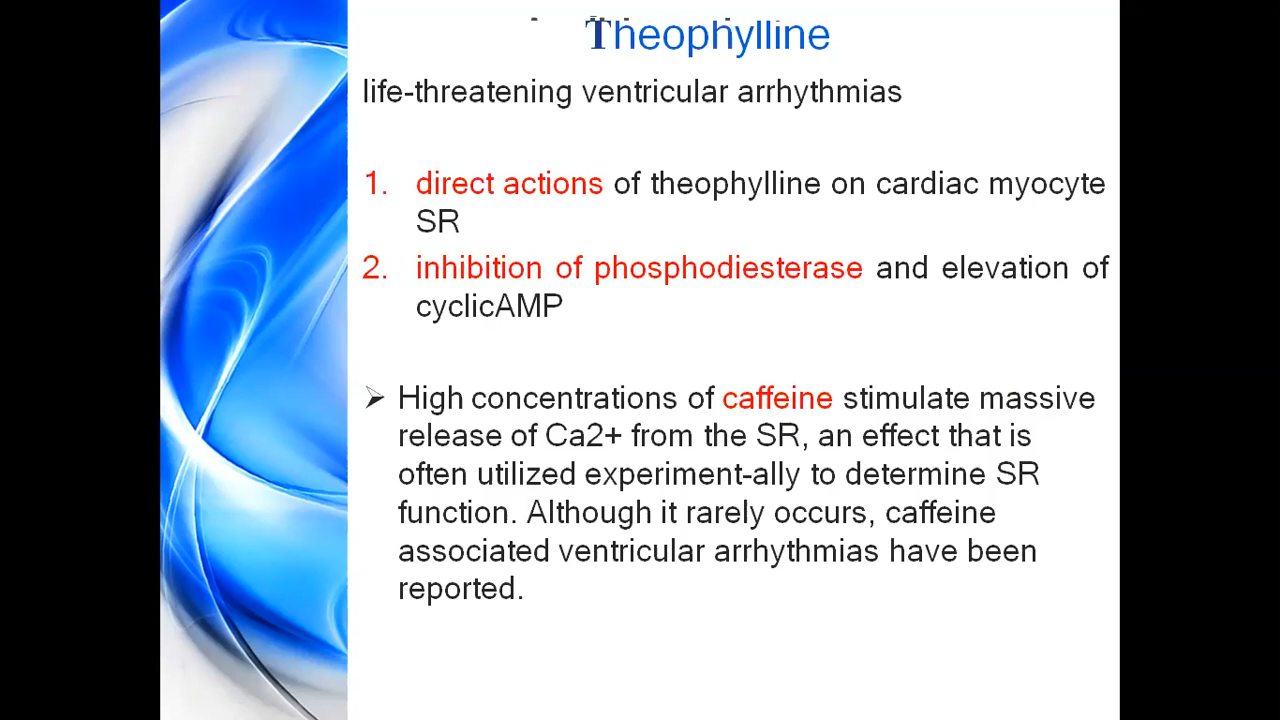 Theophylline
life-threatening ventricular arrhythmias
1. direct actions of theophylline on cardiac myocyte
SR
2. inhibition of phosphodiesterase and elevation of
cyclicAMP
➢ High concentrations of caffeine stimulate massive
release of Ca2+ from the SR, an effect that is
often utilized experiment-ally to determine SR
function. Although it rarely occurs, caffeine
associated ventricular arrhythmias have been
reported.